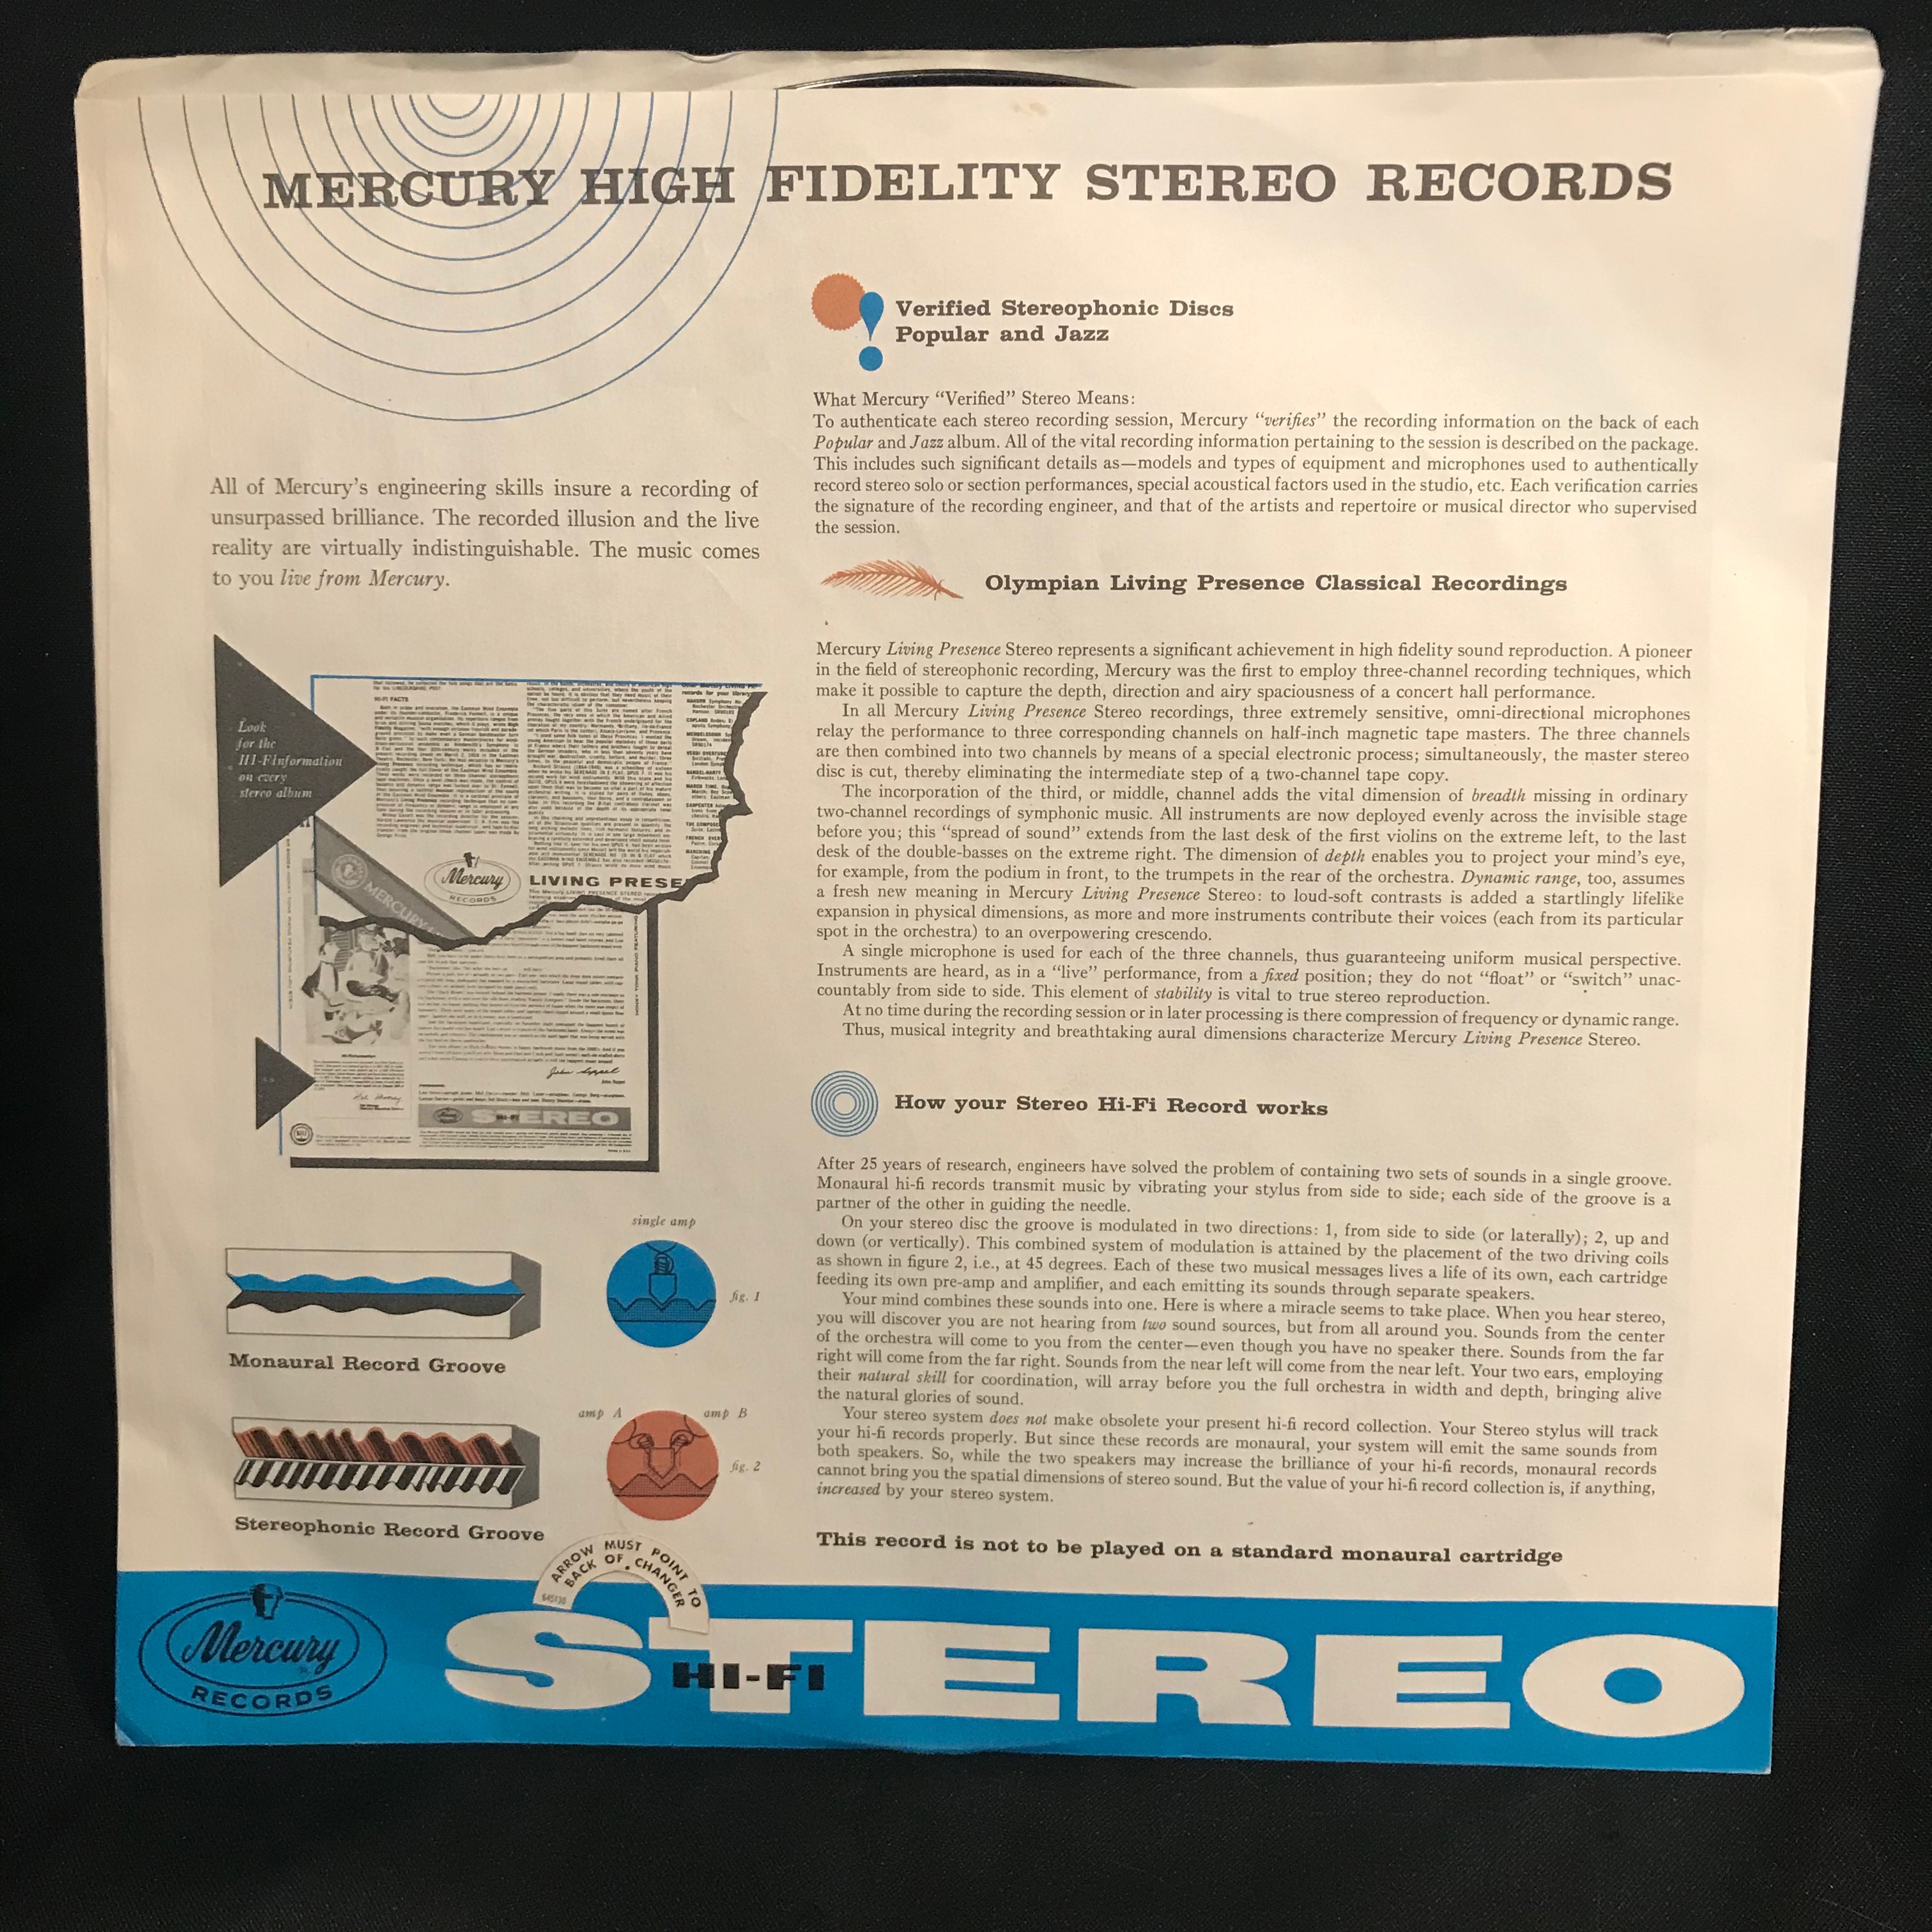 MERCURY HIGH FIDELITY STEREO RECORDS
All of Mercury's engineering skills insure a recording of
unsurpassed brilliance. The recorded illusion and the live
reality are virtually indistinguishable. The music comes
to you live from Mercury.
Look
for the
Hi-FInformation
on every
stereo album
HI-FI FACTS
MERCURY
Mercury
RECORDS
LIVING PRESE
John Sippel
STEREO
HI-FI
single amp
fig. 1
Monaural Record Groove
amp A
amp B
fig. 2
Stereophonic Record Groove
Verified Stereophonic Discs
Popular and Jazz
What Mercury “Verified” Stereo Means:
To authenticate each stereo recording session, Mercury “verifies” the recording information on the back of each
Popular and Jazz album. All of the vital recording information pertaining to the session is described on the package.
This includes such significant details as—models and types of equipment and microphones used to authentically
record stereo solo or section performances, special acoustical factors used in the studio, etc. Each verification carries
the signature of the recording engineer, and that of the artists and repertoire or musical director who supervised
the session.
Olympian Living Presence Classical Recordings
Mercury Living Presence Stereo represents a significant achievement in high fidelity sound reproduction. A pioneer
in the field of stereophonic recording, Mercury was the first to employ three-channel recording techniques, which
make it possible to capture the depth, direction and airy spaciousness of a concert hall performance.
In all Mercury Living Presence Stereo recordings, three extremely sensitive, omni-directional microphones
relay the performance to three corresponding channels on half-inch magnetic tape masters. The three channels
are then combined into two channels by means of a special electronic process; simultaneously, the master stereo
disc is cut, thereby eliminating the intermediate step of a two-channel tape copy.
The incorporation of the third, or middle, channel adds the vital dimension of breadth missing in ordinary
two-channel recordings of symphonic music. All instruments are now deployed evenly across the invisible stage
before you; this “spread of sound” extends from the last desk of the first violins on the extreme left, to the last
desk of the double-basses on the extreme right. The dimension of depth enables you to project your mind's eye,
for example, from the podium in front, to the trumpets in the rear of the orchestra. Dynamic range, too, assumes
a fresh new meaning in Mercury Living Presence Stereo: to loud-soft contrasts is added a startlingly lifelike
expansion in physical dimensions, as more and more instruments contribute their voices (each from its particular
spot in the orchestra) to an overpowering crescendo.
A single microphone is used for each of the three channels, thus guaranteeing uniform musical perspective.
Instruments are heard, as in a “live” performance, from a fixed position; they do not “float” or “switch” unac-
countably from side to side. This element of stability is vital to true stereo reproduction.
At no time during the recording session or in later processing is there compression of frequency or dynamic range.
Thus, musical integrity and breathtaking aural dimensions characterize Mercury Living Presence Stereo.
How your Stereo Hi-Fi Record works
After 25 years of research, engineers have solved the problem of containing two sets of sounds in a single groove.
Monaural hi-fi records transmit music by vibrating your stylus from side to side; each side of the groove is a
partner of the other in guiding the needle.
On your stereo disc the groove is modulated in two directions: 1, from side to side (or laterally); 2, up and
down (or vertically). This combined system of modulation is attained by the placement of the two driving coils
as shown in figure 2, i.e., at 45 degrees. Each of these two musical messages lives a life of its own, each cartridge
feeding its own pre-amp and amplifier, and each emitting its sounds through separate speakers.
Your mind combines these sounds into one. Here is where a miracle seems to take place. When you hear stereo,
you will discover you are not hearing from two sound sources, but from all around you. Sounds from the center
of the orchestra will come to you from the center—even though you have no speaker there. Sounds from the far
right will come from the far right. Sounds from the near left will come from the near left. Your two ears, employing
their natural skill for coordination, will array before you the full orchestra in width and depth, bringing alive
the natural glories of sound.
Your stereo system does not make obsolete your present hi-fi record collection. Your Stereo stylus will track
your hi-fi records properly. But since these records are monaural, your system will emit the same sounds from
both speakers. So, while the two speakers may increase the brilliance of your hi-fi records, monaural records
cannot bring you the spatial dimensions of stereo sound. But the value of your hi-fi record collection is, if anything,
increased by your stereo system.
This record is not to be played on a standard monaural cartridge
ARROW MUST POINT TO
BACK OF CHANGER
645130
Mercury
RECORDS
STEREO
HI-FI